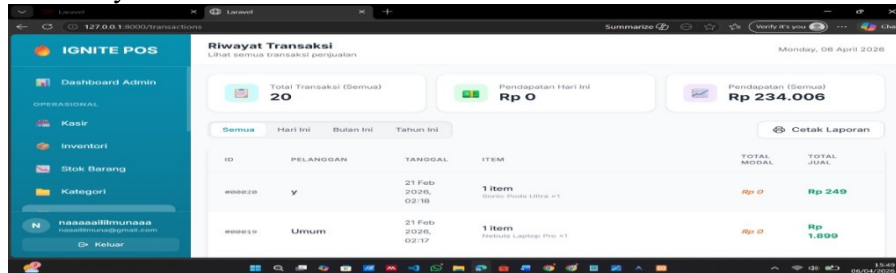 Laravel
Laravel
127.0.0.1:8000/transactions
Summarize
Verify it's you
IGNITE POS
Dashboard Admin
OPERASIONAL
Kasir
Inventori
Stok Barang
Kategori
N
naaaaaililmunaaa
Keluar
Riwayat Transaksi
Lihat semua transaksi penjualan
Monday, 06 April 2026
Total Transaksi (Semua)
20
Pendapatan Hari Ini
Rp 0
Pendapatan (Semua)
Rp 234.006
Semua Hari Ini Bulan Ini Tahun Ini
Cetak Laporan
ID PELANGGAN TANGGAL ITEM TOTAL MODAL TOTAL JUAL
#00020 y 21 Feb 2026, 02:18 1 item Rp 0 Rp 249
Sonic Pods Ultra ×1
#00019 Umum 21 Feb 2026, 02:17 1 item Rp 0 Rp 1.899
Nebula Laptop Pro ×1
15:49
06/04/2026